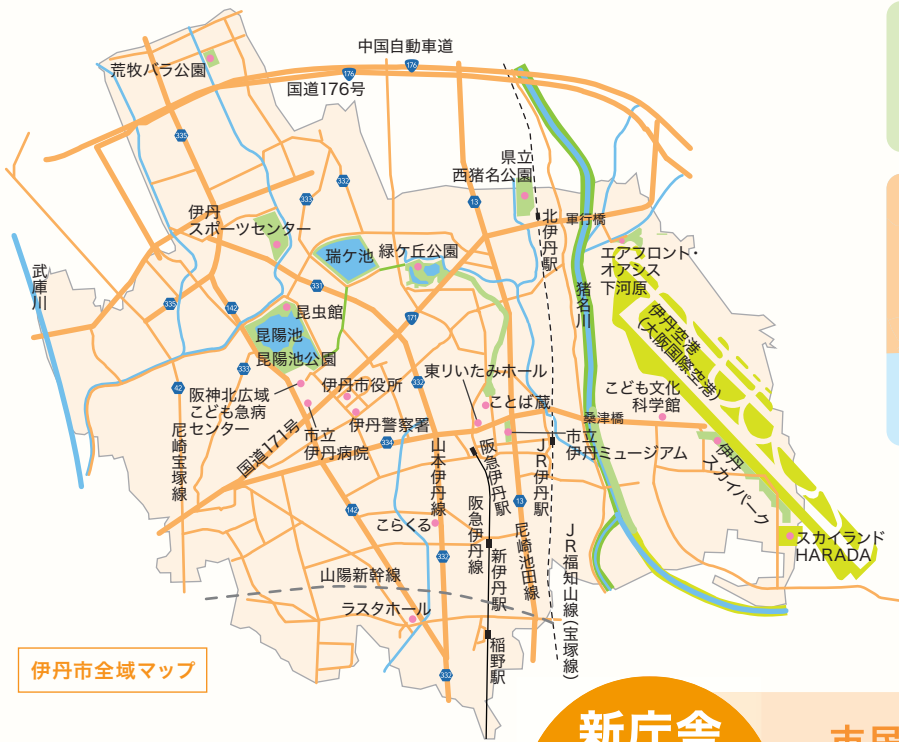 中国自動車道
176
176
国道176号
荒牧バラ公園
335
332
333
13
県立
西猪名公園
伊丹
スポーツセンター
瑞ケ池
緑ケ丘公園
北伊丹駅
軍行橋
エアフロント・
オアシス
下河原
猪名川
武庫川
331
335
142
171
昆虫館
昆陽池
昆陽池公園
伊丹空港
(大阪国際空港)
333
42
332
東リいたみホール
ことば蔵
こども文化
科学館
阪神北広域
こども急病
センター
伊丹市役所
伊丹警察署
市立
伊丹病院
334
桑津橋
市立
伊丹ミュージアム
伊丹
スカイパーク
尼崎宝塚線
国道171号
山本伊丹線
阪急伊丹駅
阪急伊丹線
JR伊丹駅
13
尼崎池田線
142
こらくる
332
新伊丹駅
JR福知山線(宝塚線)
スカイランド
HARADA
山陽新幹線
ラスタホール
稲野駅
332
伊丹市全域マップ
新庁舎